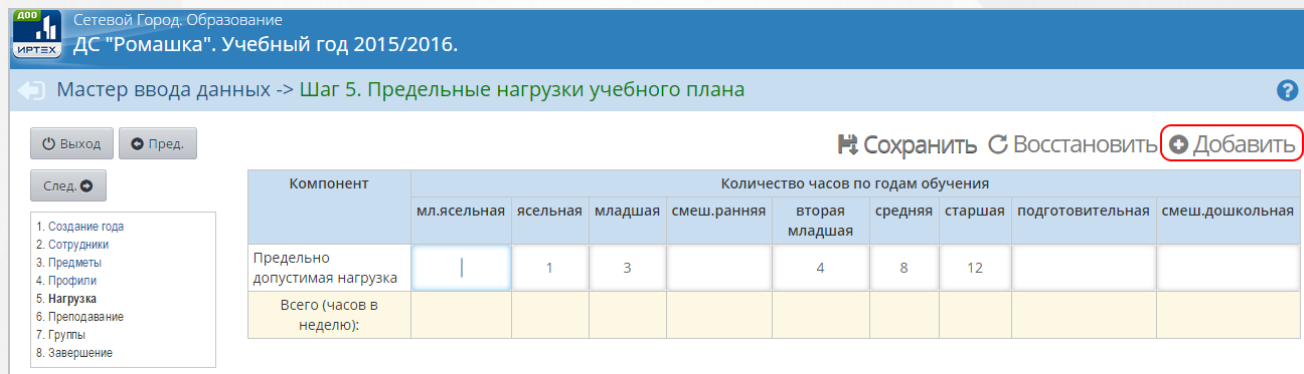 ДОО
ИРТЕХ
Сетевой Город. Образование
ДС "Ромашка". Учебный год 2015/2016.
Мастер ввода данных -> Шаг 5. Предельные нагрузки учебного плана
?
Выход
Пред.
Сохранить
Восстановить
Добавить
След.
1. Создание года
2. Сотрудники
3. Предметы
4. Профили
5. Нагрузка
6. Преподавание
7. Группы
8. Завершение
Компонент
Количество часов по годам обучения
мл.ясельная ясельная младшая смеш.ранняя вторая средняя старшая подготовительная смеш.дошкольная
младшая
Предельно
допустимая нагрузка
1 3 4 8 12
Всего (часов в
неделю):